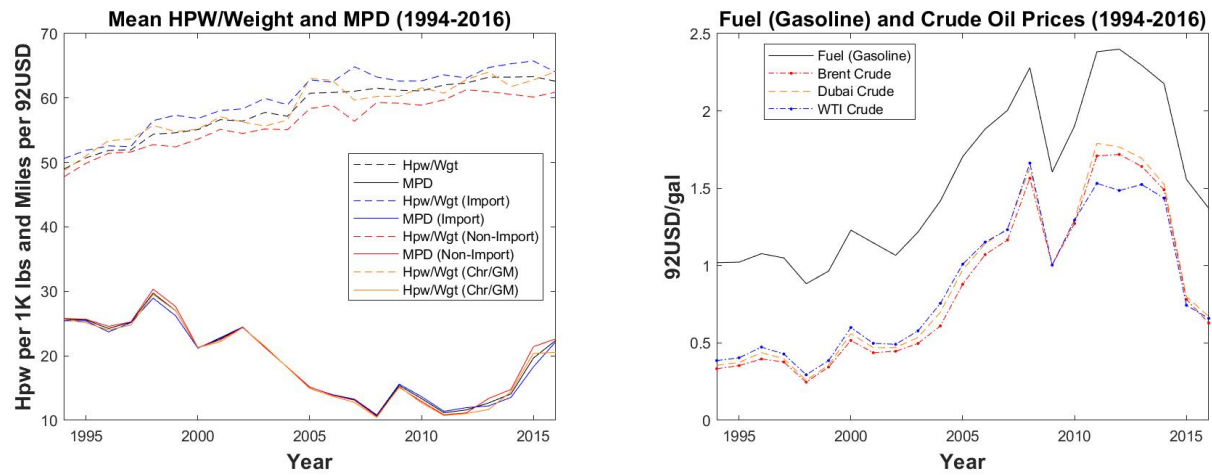 Mean HPW/Weight and MPD (1994-2016)
70
60
50
40
30
20
10
Hpw per 1K lbs and Miles per 92USD
Hpw/Wgt
MPD
Hpw/Wgt (Import)
MPD (Import)
Hpw/Wgt (Non-Import)
MPD (Non-Import)
Hpw/Wgt (Chr/GM)
Hpw/Wgt (Chr/GM)
1995
2000
2005
2010
2015
Year
Fuel (Gasoline) and Crude Oil Prices (1994-2016)
2.5
2
1.5
1
0.5
0
92USD/gal
Fuel (Gasoline)
Brent Crude
Dubai Crude
WTI Crude
1995
2000
2005
2010
2015
Year